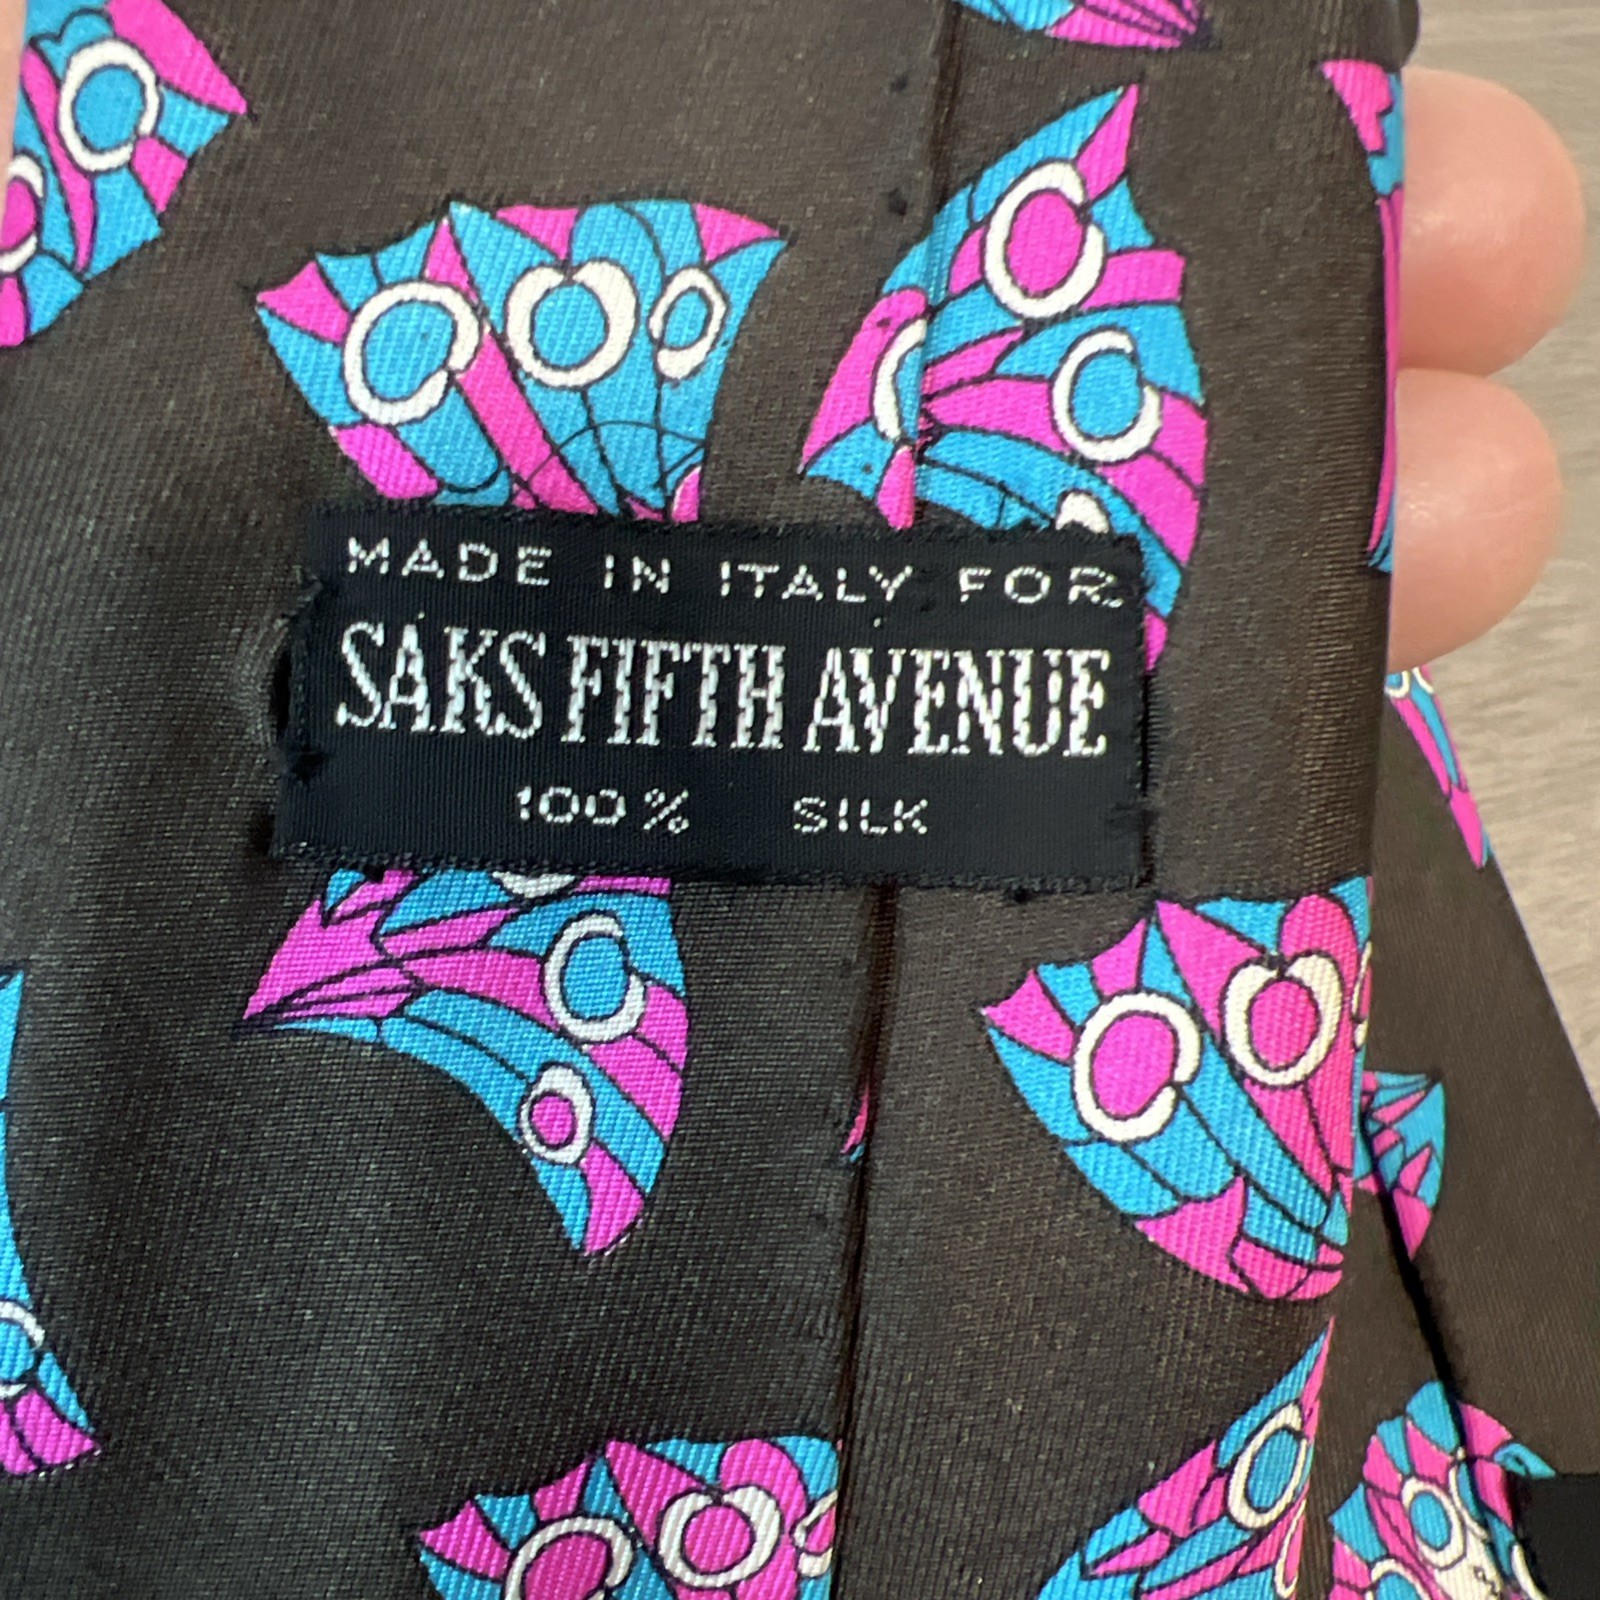 MADE IN ITALY FOR
SAKS FIFTH AVENUE
100% SILK